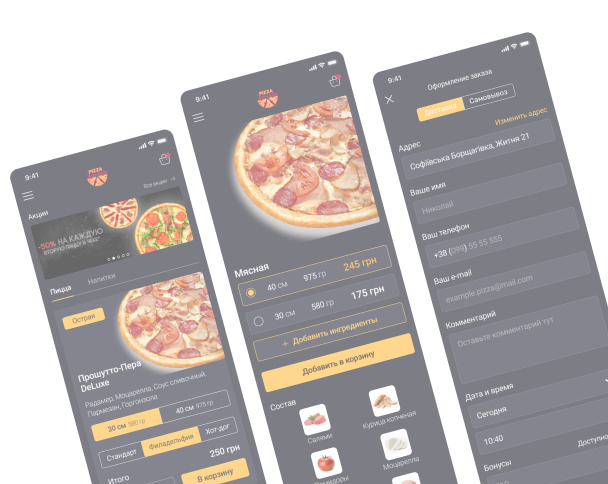 9:41
PIZZA
Все акции
Акции
-50% НА КАЖДУЮ
ВТОРУЮ ПИЦЦУ В ЧЕКЕ*
Пицца
Напитки
Острая
Прошутто-Пера
DeLuxe
Радамер, Моцарелла, Соус сливочный,
Пармезан, Горгонзола
30 см 580 гр
40 см 975 гр
Стандарт
Филадельфия
Хот-дог
250 грн
Итого
В корзину
9:41
PIZZA
Мясная
40 см
975 гр
245 грн
30 см
580 гр
175 грн
+ Добавить ингредиенты
Добавить в корзину
Состав
Салями
Курица копченая
Помидоры
Моцарелла
9:41
Оформление заказа
Доставка
Самовывоз
Изменить адрес
Адрес
Софіївська Борщагівка, Житня 21
Ваше имя
Николай
Ваш телефон
+38 (099) 55 55 555
Ваш e-mail
example.pizza@mail.com
Комментарий
Оставьте комментарий тут
Дата и время
Сегодня
10:40
Бонусы